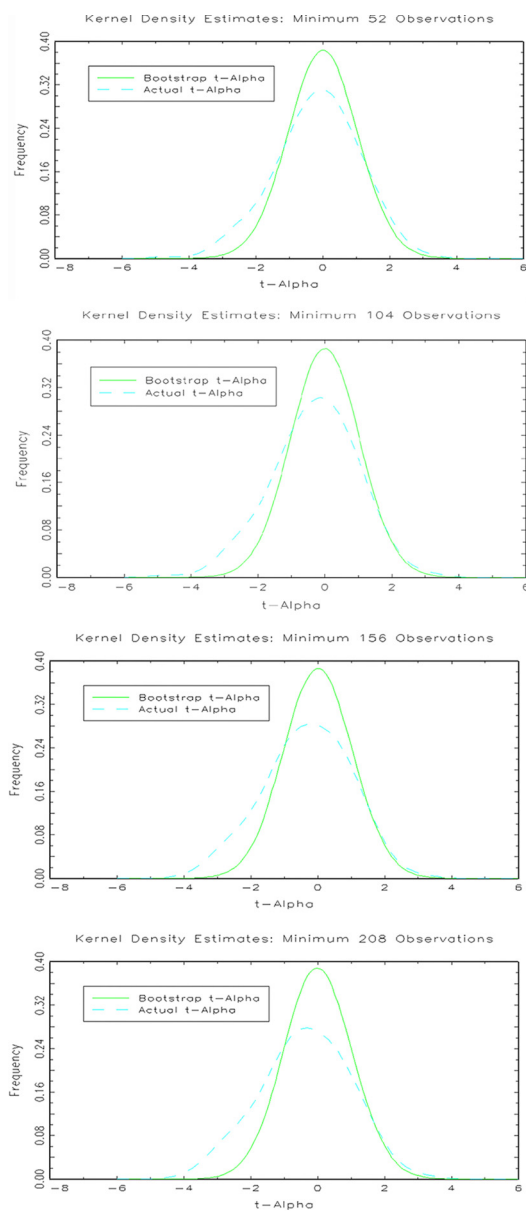 Kernel Density Estimates: Minimum 52 Observations
Frequency
0.00 0.08 0.16 0.24 0.32 0.40
Bootstrap t-Alpha
Actual t-Alpha
-8 -6 -4 -2 0 2 4 6
t-Alpha
Kernel Density Estimates: Minimum 104 Observations
Frequency
0.00 0.08 0.16 0.24 0.32 0.40
Bootstrap t-Alpha
Actual t-Alpha
-8 -6 -4 -2 0 2 4 6
t-Alpha
Kernel Density Estimates: Minimum 156 Observations
Frequency
0.00 0.08 0.16 0.24 0.32 0.40
Bootstrap t-Alpha
Actual t-Alpha
-8 -6 -4 -2 0 2 4 6
t-Alpha
Kernel Density Estimates: Minimum 208 Observations
Frequency
0.00 0.08 0.16 0.24 0.32 0.40
Bootstrap t-Alpha
Actual t-Alpha
-8 -6 -4 -2 0 2 4 6
t-Alpha